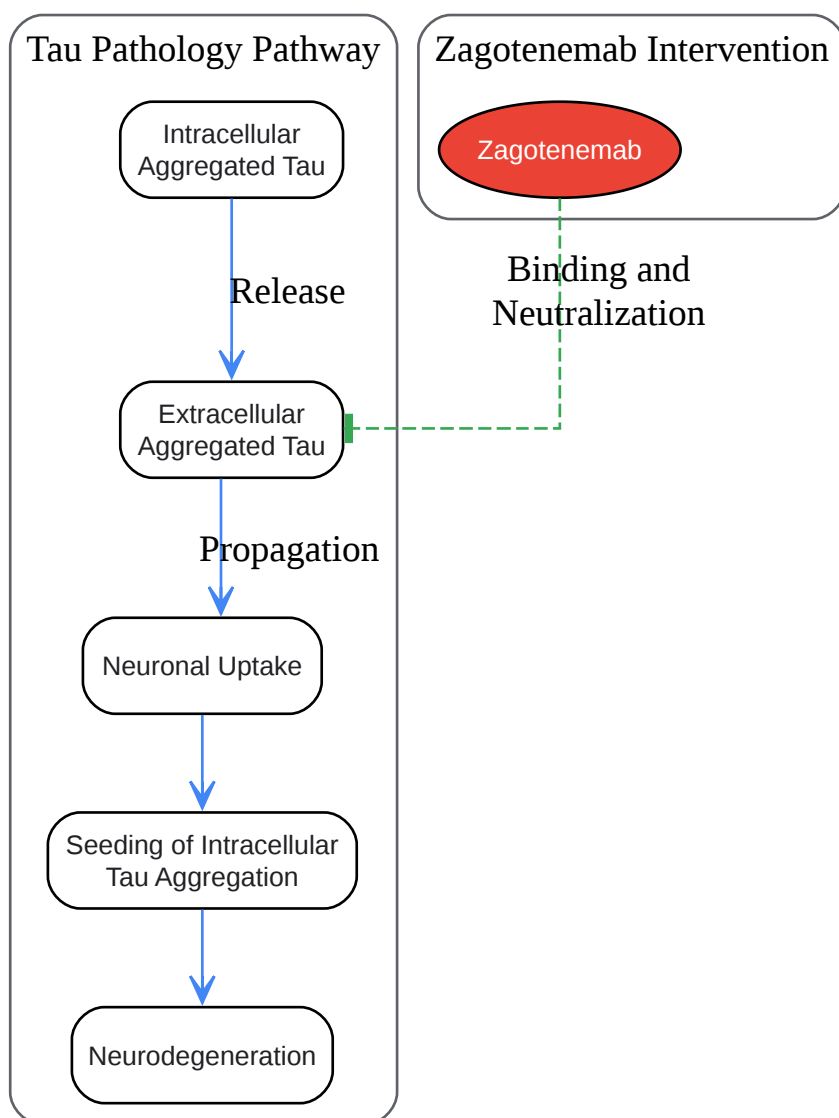 Tau Pathology Pathway
Zagotenemab Intervention
Intracellular
Aggregated Tau
Zagotenemab
Release
Binding and
Neutralization
Extracellular
Aggregated Tau
Propagation
Neuronal Uptake
Seeding of Intracellular
Tau Aggregation
Neurodegeneration